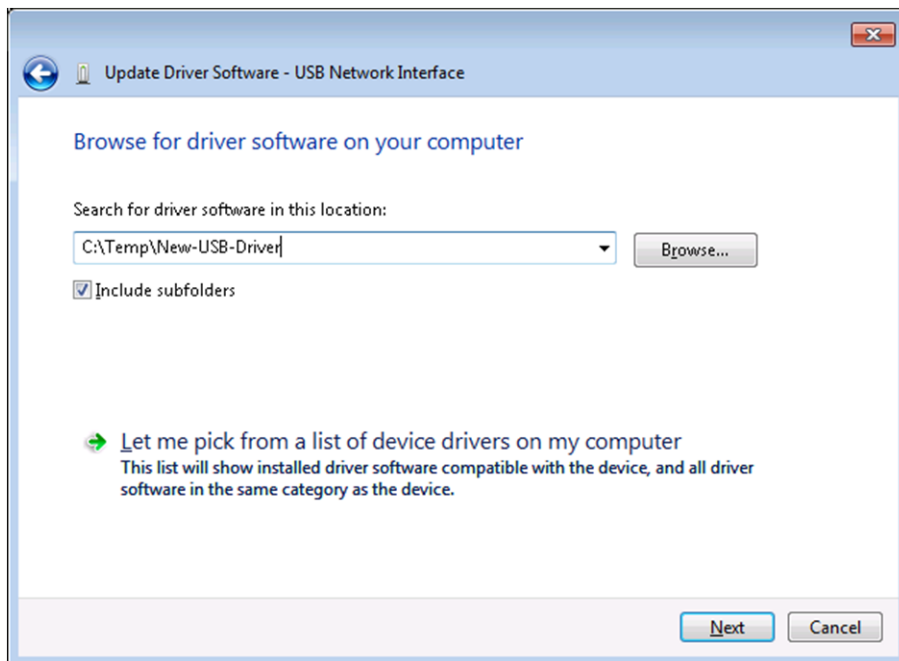 Update Driver Software - USB Network Interface
Browse for driver software on your computer
Search for driver software in this location:
C:\Temp\New-USB-Driver
Browse...
Include subfolders
Let me pick from a list of device drivers on my computer
This list will show installed driver software compatible with the device, and all driver
software in the same category as the device.
Next
Cancel